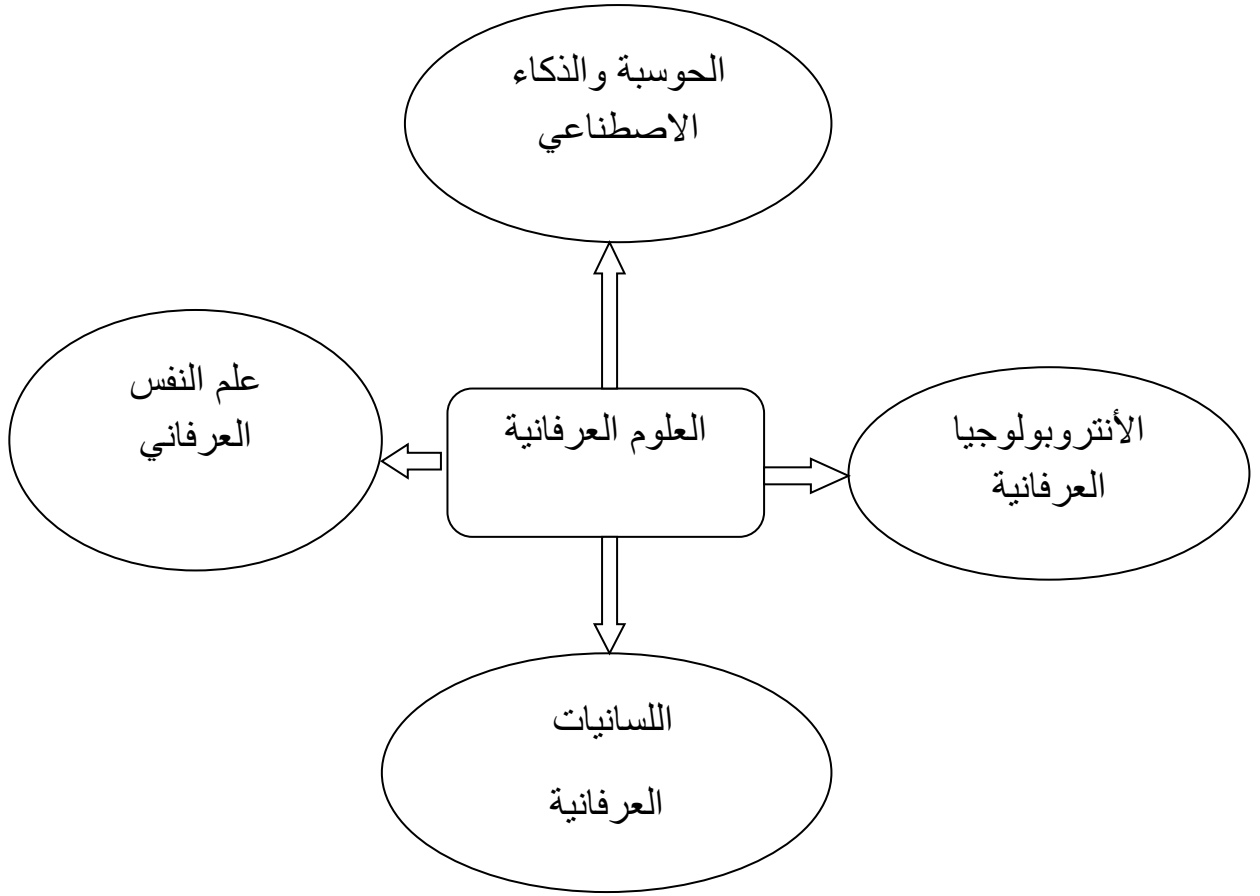 الحوسبة والذكاء
الاصطناعي
علم النفس
العرفاني
العلوم العرفانية
الأنتروبولوجيا
العرفانية
اللسانيات
العرفانية